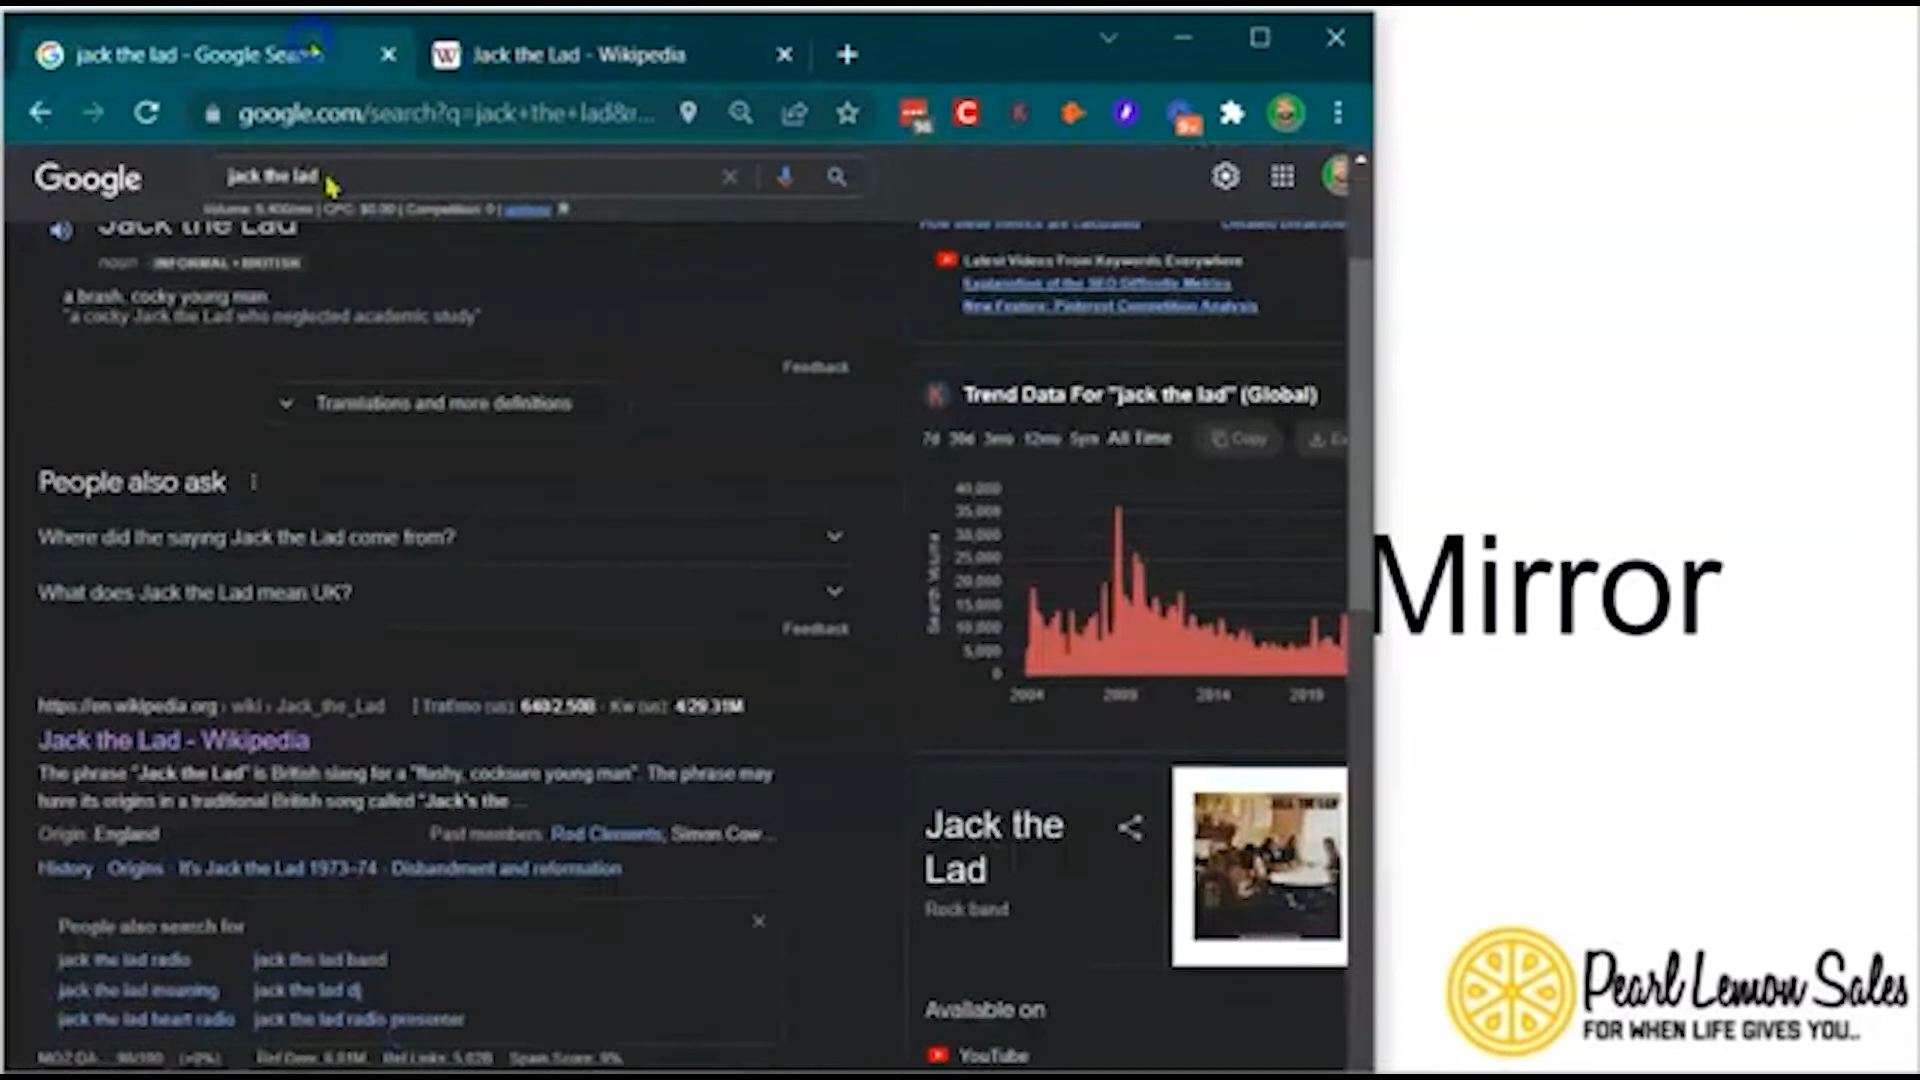 jack the lad - Google Sea
Jack the Lad - Wikipedia
google.com/search?q=jack+the+lad&r...
Google
jack the lad
Jack the Lad
noun INFORMAL • BRITISH
a brash, cocky young man.
"a cocky Jack the Lad who neglected academic study"
Feedback
Translations and more definitions
People also ask
Where did the saying Jack the Lad come from?
What does Jack the Lad mean UK?
Feedback
https://en.wikipedia.org › wiki › Jack_the_Lad
Jack the Lad - Wikipedia
The phrase "Jack the Lad" is British slang for a "flashy, cocksure young man". The phrase may
have its origins in a traditional British song called "Jack's the ...
Origin: England
Past members: Rod Clements, Simon Cow...
History · Origins · It's Jack the Lad 1973–74 · Disbandment and reformation
People also search for
jack the lad radio
jack the lad band
jack the lad meaning
jack the lad dj
jack the lad heart radio
jack the lad radio presenter
How these metrics are calculated
Latest Videos From Keywords Everywhere
Explanation of the SEO Difficulty Metrics
New Feature: Pinterest Competition Analysis
Trend Data For "jack the lad" (Global)
7d 30d 3mo 12mo 5yrs All Time
Copy
Search Volume
40,000
35,000
30,000
25,000
20,000
15,000
10,000
5,000
0
2004 2009 2014 2019
Jack the
Lad
Rock band
Available on
YouTube
Mirror
Pearl Lemon Sales
FOR WHEN LIFE GIVES YOU..